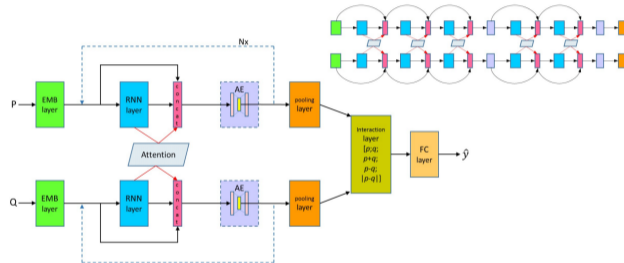 Nx
P
EMB
layer
RNN
layer
concat
AE
pooling
layer
Attention
interaction
layer
[p;q;
p+q;
p-q;
|p-q|]
FC
layer
ŷ
Q
EMB
layer
RNN
layer
concat
AE
pooling
layer